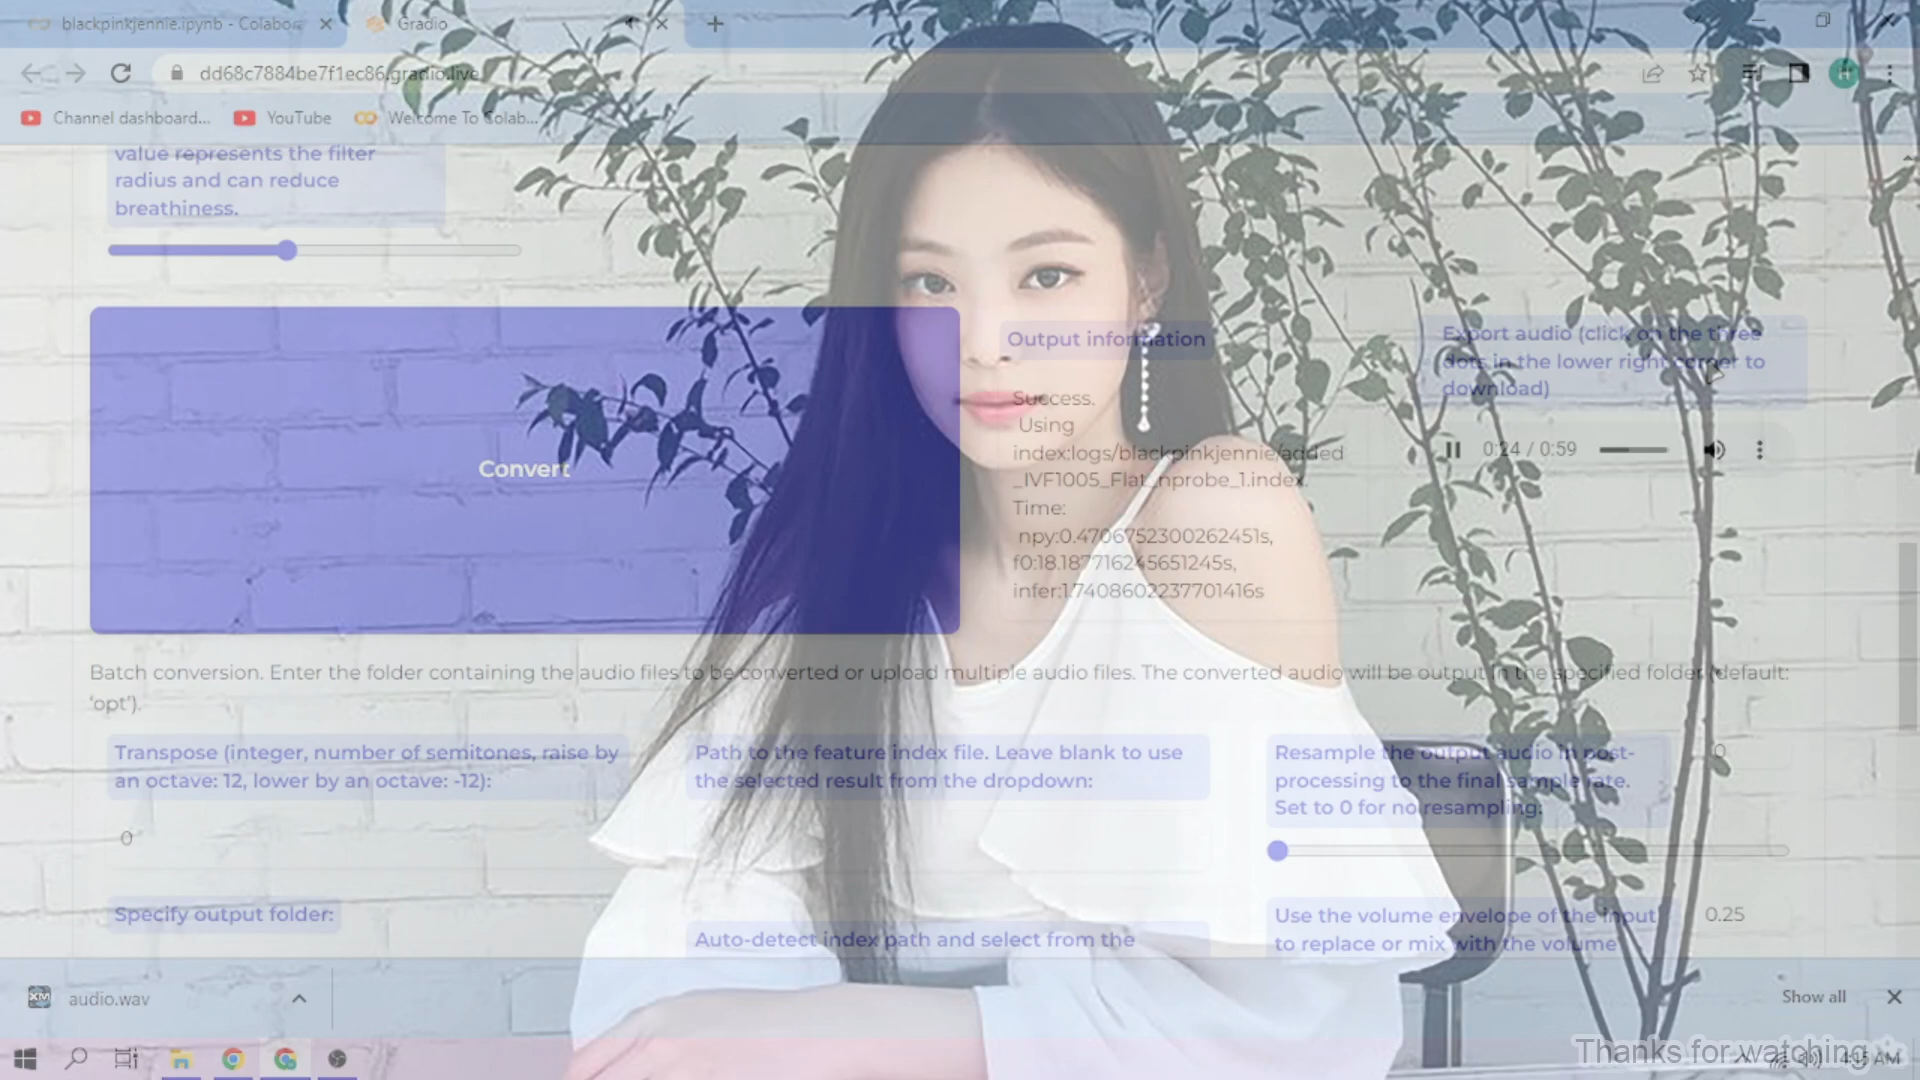 blackpinkjennie.ipynb - Colabo
Gradio
dd68c7884be7f1ec86.gradio.live
Channel dashboard...
YouTube
Welcome To Colab...
value represents the filter
radius and can reduce
breathiness.
Convert
Output information
Success.
Using
index:logs/blackpinkjennie/added
_IVF1005_Flat_nprobe_1.index.
Time:
npy:0.4706752300262451s,
f0:18.187716245651245s,
infer:1.7408602237701416s
Export audio (click on the three
dots in the lower right corner to
download)
0:24 / 0:59
Batch conversion. Enter the folder containing the audio files to be converted or upload multiple audio files. The converted audio will be output in the specified folder (default:
'opt').
Transpose (integer, number of semitones, raise by
an octave: 12, lower by an octave: -12):
0
Specify output folder:
Path to the feature index file. Leave blank to use
the selected result from the dropdown:
Auto-detect index path and select from the
Resample the output audio in post-
processing to the final sample rate.
Set to 0 for no resampling:
0
Use the volume envelope of the input
to replace or mix with the volume
0.25
XM
audio.wav
Show all
Thanks for watching
4:15 AM